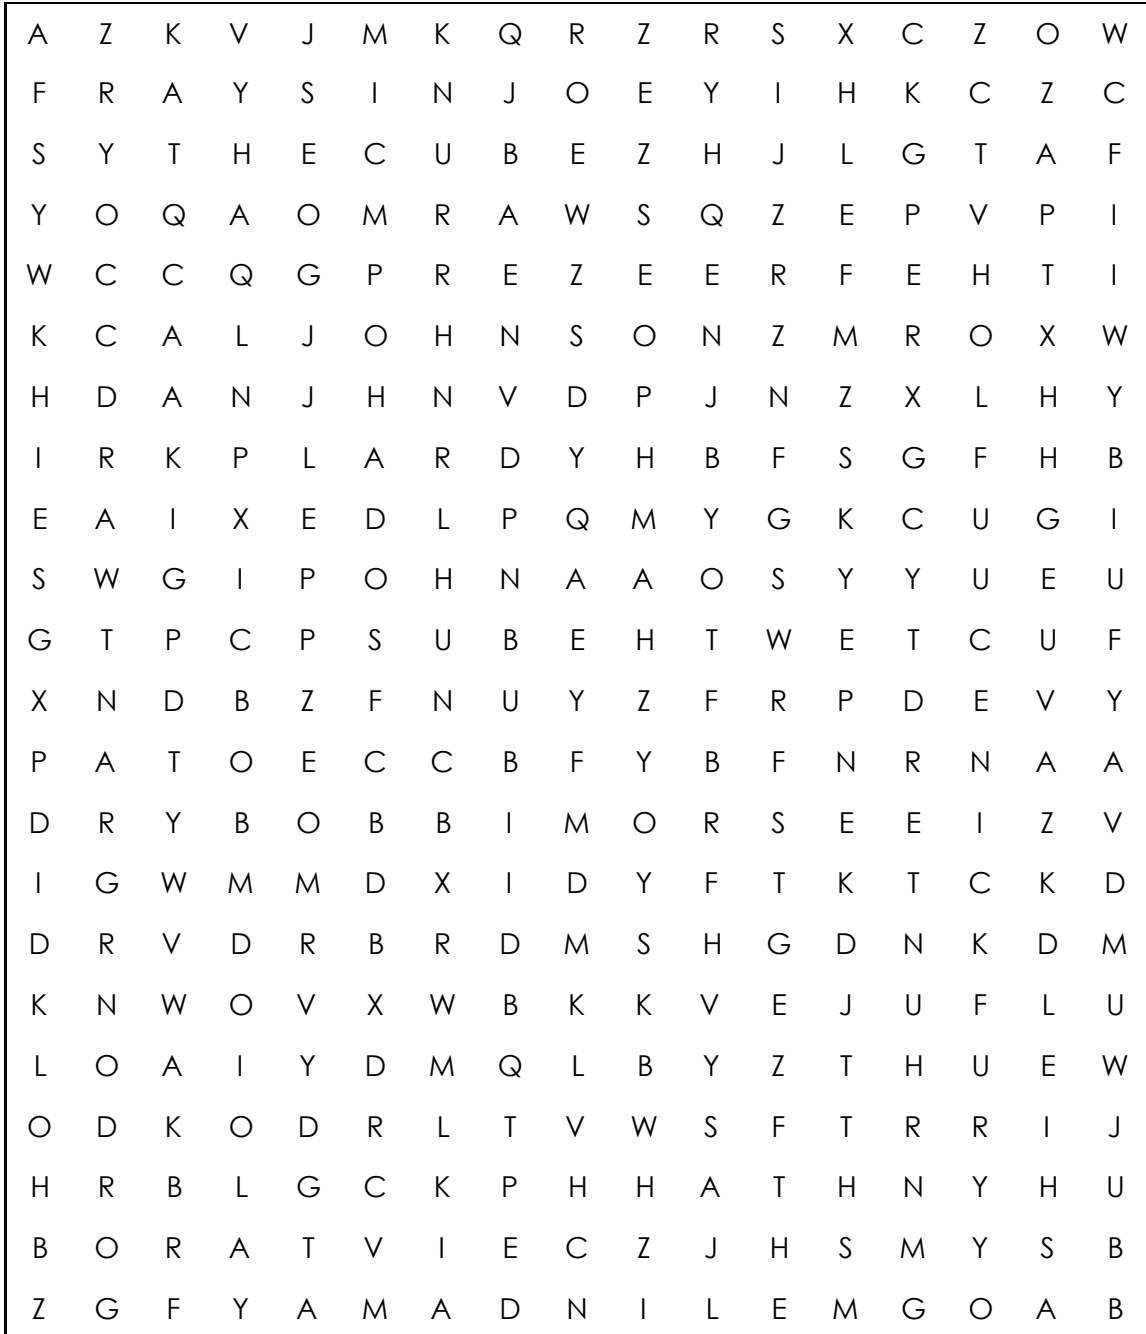 A Z K V J M K Q R Z R S X C Z O W
F R A Y S I N J O E Y I H K C Z C
S Y T H E C U B E Z H J L G T A F
Y O Q A O M R A W S Q Z E P V P I
W C C Q G P R E Z E E R F E H T I
K C A L J O H N S O N Z M R O X W
H D A N J H N V D P J N Z X L H Y
I R K P L A R D Y H B F S G F H B
E A I X E D L P Q M Y G K C U G I
S W G I P O H N A A O S Y Y U E U
G T P C P S U B E H T W E T C U F
X N D B Z F N U Y Z F R P D E V Y
P A T O E C C B F Y B F N R N A A
D R Y B O B B I M O R S E E I Z V
I G W M M D X I D Y F T K T C K D
D R V D R B R D M S H G D N K D M
K N W O V X W B K K V E J U F L U
L O A I Y D M Q L B Y Z T H U E W
O D K O D R L T V W S F T R R I J
H R B L G C K P H H A T H N Y H U
B O R A T V I E C Z J H S M Y S B
Z G F Y A M A D N I L E M G O A B